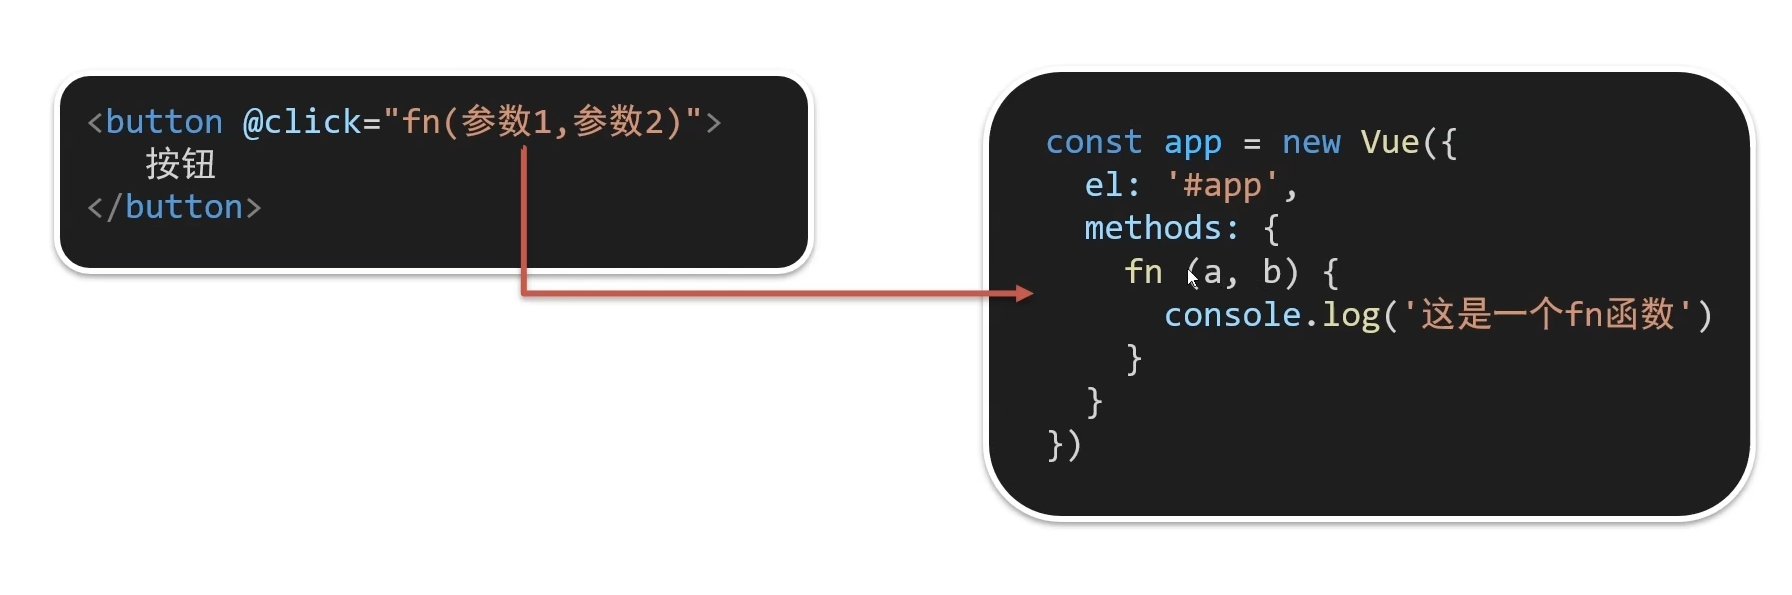 <button @click="fn(参数1,参数2)">
按钮
</button>
const app = new Vue({
el: '#app',
methods: {
fn (a, b) {
console.log('这是一个fn函数')
}
}
})